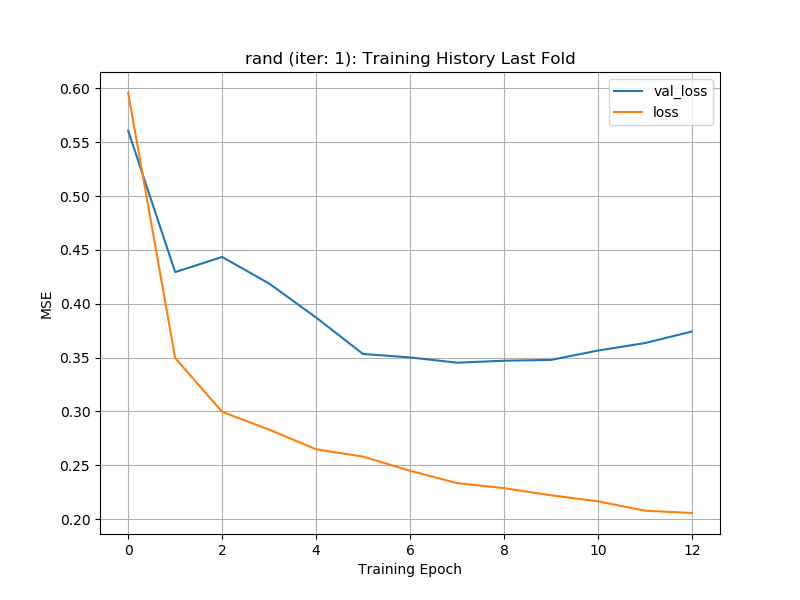 rand (iter: 1): Training History Last Fold
val_loss
loss
MSE
0.60
0.55
0.50
0.45
0.40
0.35
0.30
0.25
0.20
0 2 4 6 8 10 12
Training Epoch